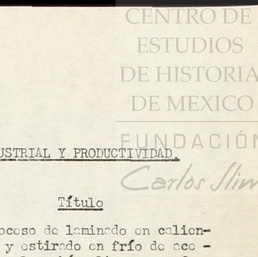 CENTRO DE
ESTUDIOS
DE HISTORIA
DE MEXICO
FUNDACIÓN
Carlos Slim
USTRIAL Y PRODUCTIVIDAD.
Título
oceso de laminado en calien-
y estirado en frío de ace -